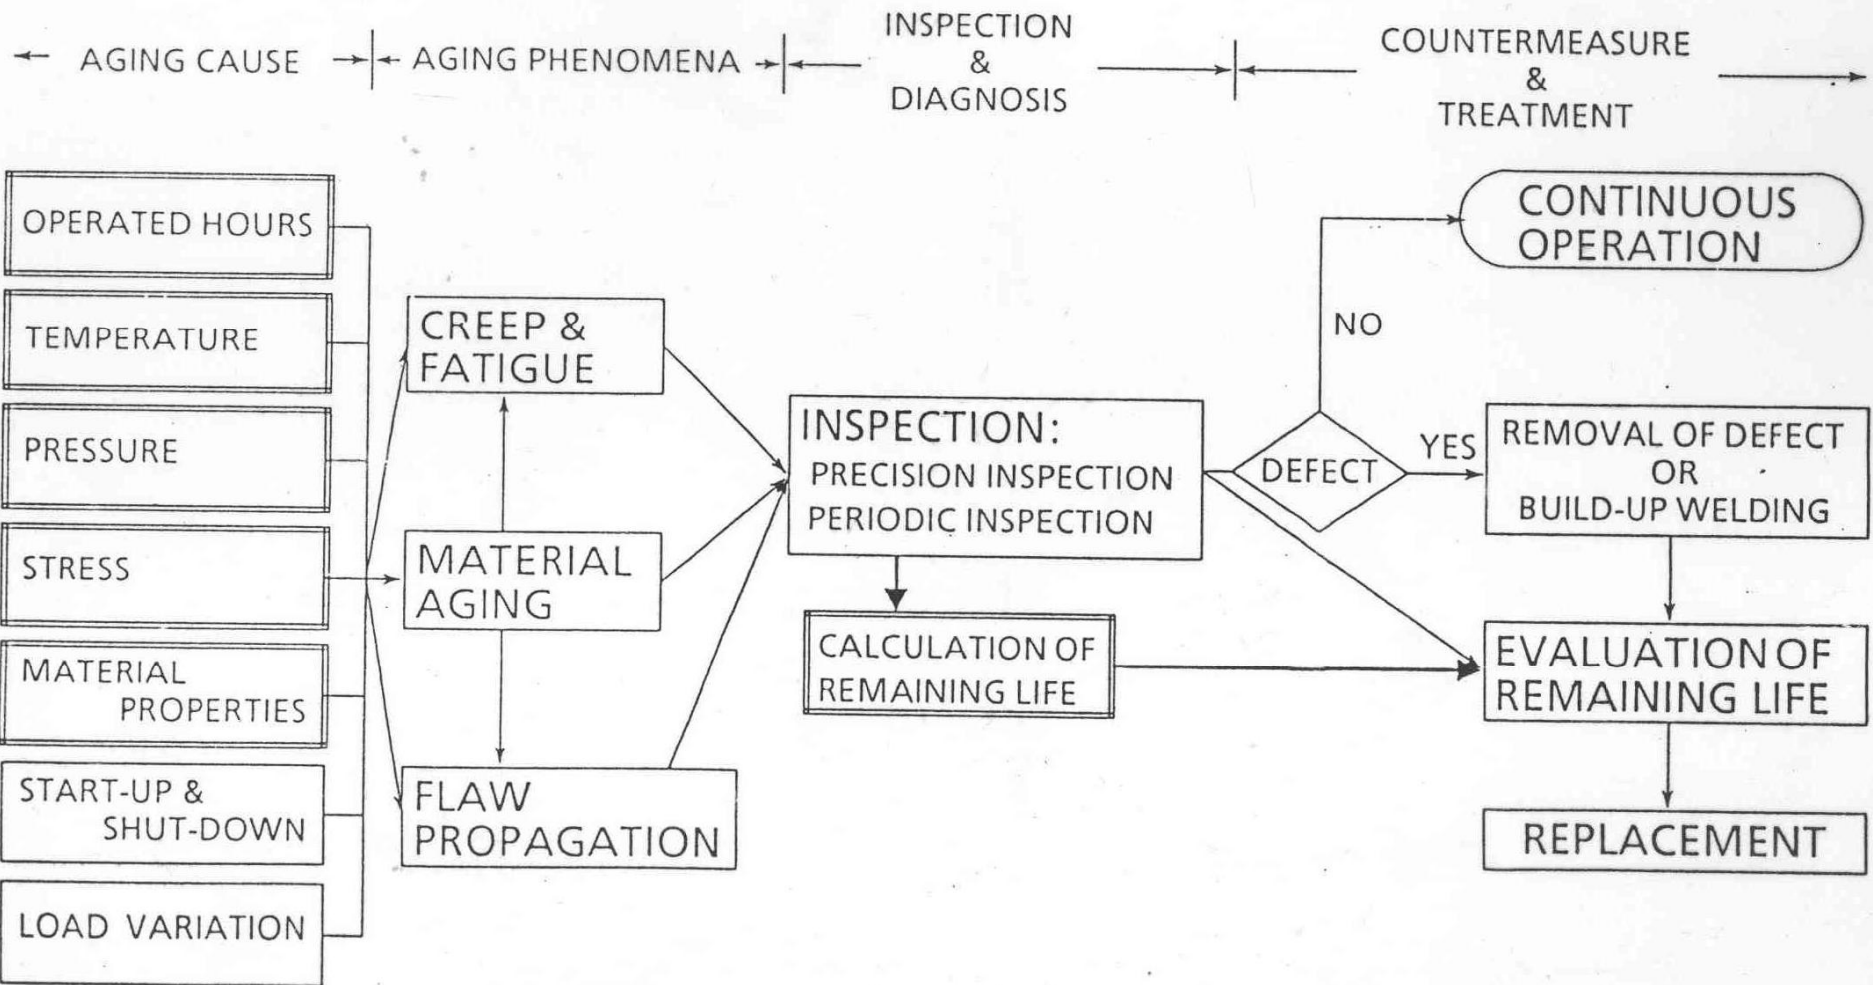 AGING CAUSE
AGING PHENOMENA
INSPECTION
&
DIAGNOSIS
COUNTERMEASURE
&
TREATMENT
OPERATED HOURS
TEMPERATURE
PRESSURE
STRESS
MATERIAL
PROPERTIES
START-UP &
SHUT-DOWN
LOAD VARIATION
CREEP &
FATIGUE
MATERIAL
AGING
FLAW
PROPAGATION
INSPECTION:
PRECISION INSPECTION
PERIODIC INSPECTION
CALCULATION OF
REMAINING LIFE
DEFECT
NO
YES
CONTINUOUS
OPERATION
REMOVAL OF DEFECT
OR
BUILD-UP WELDING
EVALUATION OF
REMAINING LIFE
REPLACEMENT